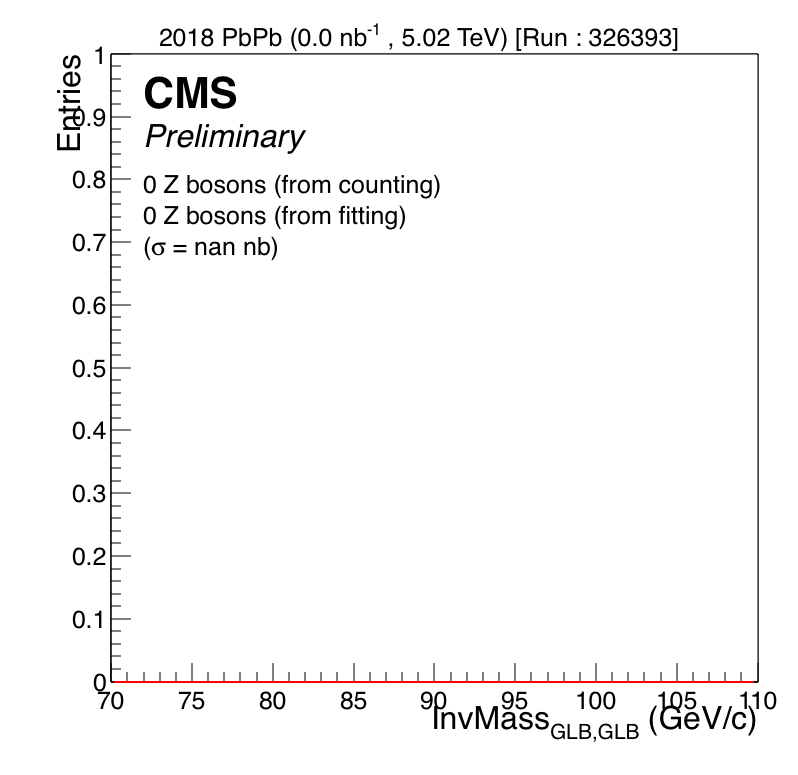 2018 PbPb (0.0 nb-1 , 5.02 TeV) [Run : 326393]
Entries
CMS
Preliminary
0 Z bosons (from counting)
0 Z bosons (from fitting)
(σ = nan nb)
1
0.9
0.8
0.7
0.6
0.5
0.4
0.3
0.2
0.1
0
70 75 80 85 90 95 100 105 110
InvMassGLB,GLB (GeV/c)